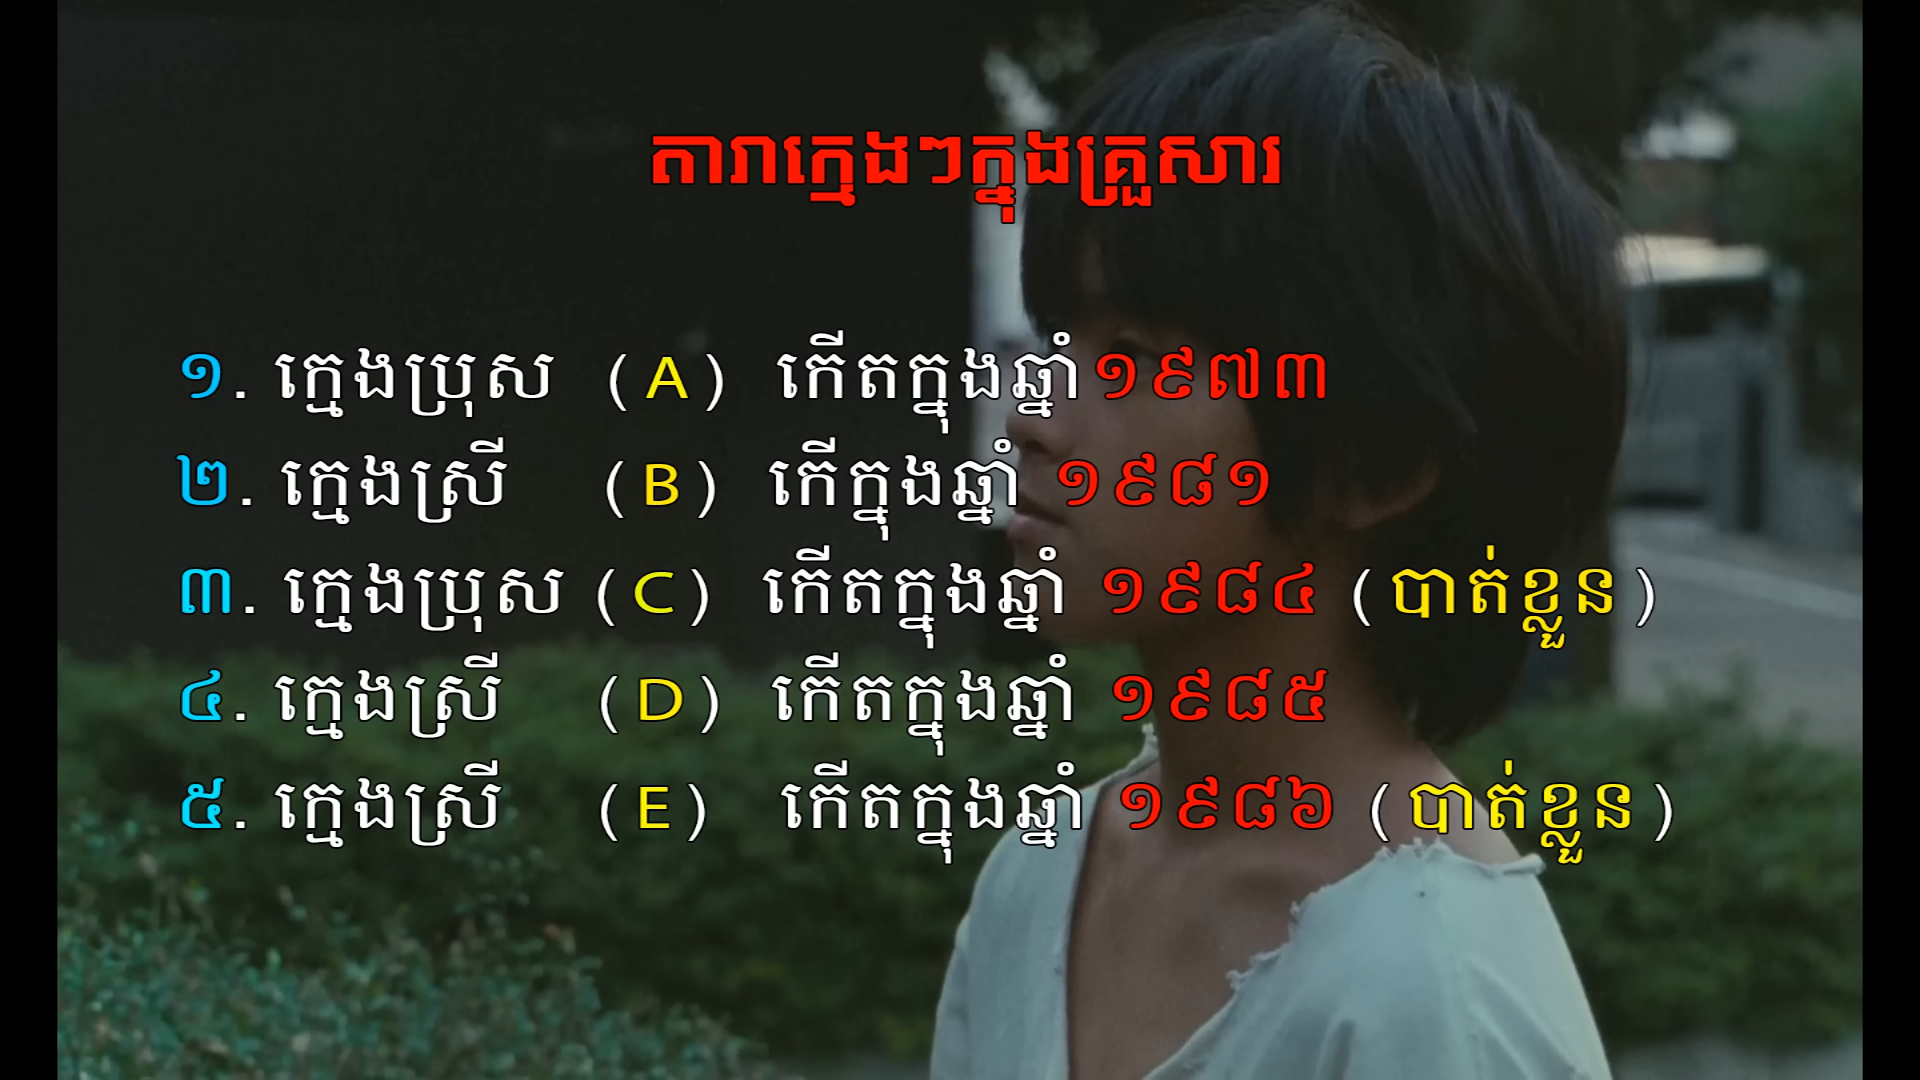 តារាក្មេងៗក្នុងគ្រួសារ
១. ក្មេងប្រុស (A) កើតក្នុងឆ្នាំ ១៩៧៣
២. ក្មេងស្រី (B) កើក្នុងឆ្នាំ ១៩៨១
៣. ក្មេងប្រុស (C) កើតក្នុងឆ្នាំ ១៩៨៤ (បាត់ខ្លួន)
៤. ក្មេងស្រី (D) កើតក្នុងឆ្នាំ ១៩៨៥
៥. ក្មេងស្រី (E) កើតក្នុងឆ្នាំ ១៩៨៦ (បាត់ខ្លួន)